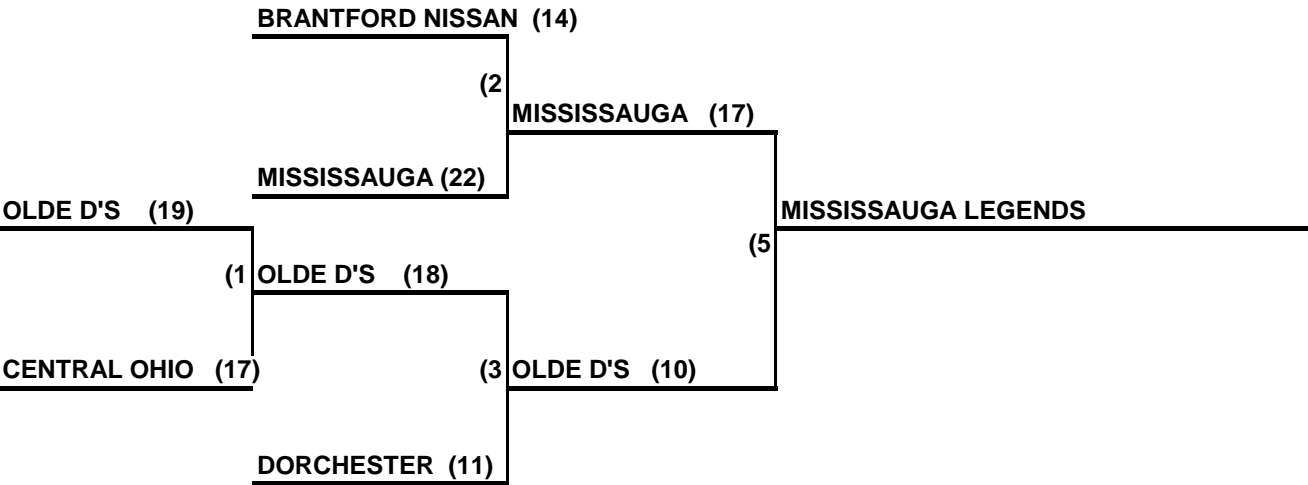 BRANTFORD NISSAN (14)
(2
MISSISSAUGA (17)
MISSISSAUGA (22)
OLDE D'S (19)
MISSISSAUGA LEGENDS
(5
(1 OLDE D'S (18)
CENTRAL OHIO (17)
(3 OLDE D'S (10)
DORCHESTER (11)